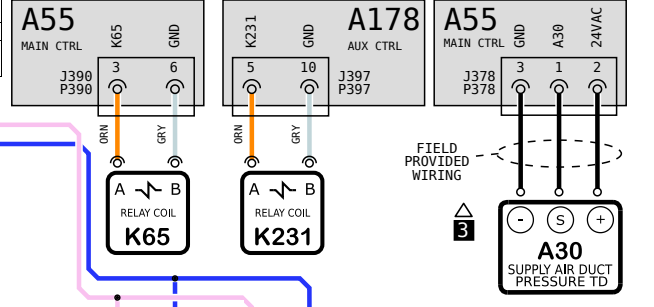 A55
MAIN CTRL
K65
GND
3
6
J390
P390
ORN
GRY
A B
RELAY COIL
K65
K231
GND
A178
AUX CTRL
5
10
J397
P397
ORN
GRY
A B
RELAY COIL
K231
A55
MAIN CTRL
GND
A30
24VAC
3
1
2
J378
P378
FIELD
PROVIDED
WIRING
3
- S +
A30
SUPPLY AIR DUCT
PRESSURE TD